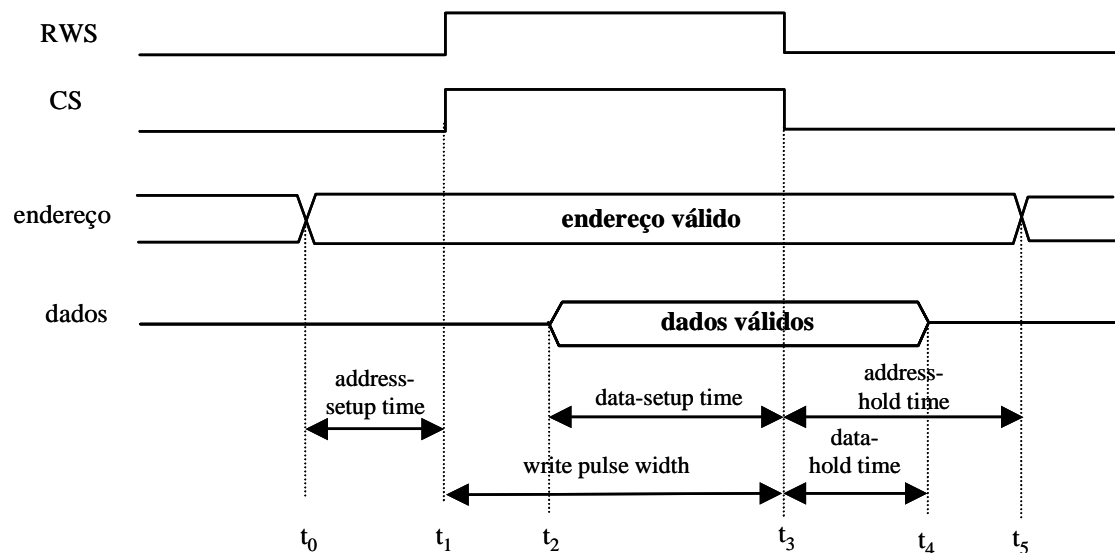 RWS
CS
endereço
endereço válido
dados
dados válidos
address-
setup time
data-setup time
address-
hold time
write pulse width
data-
hold time
t0 t1 t2 t3 t4 t5